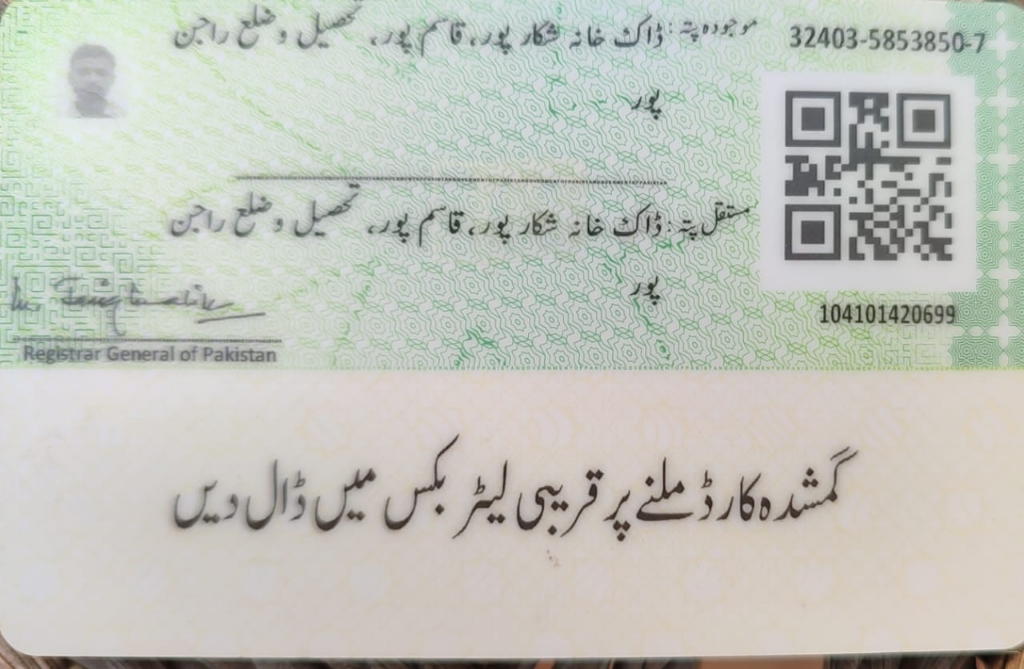 32403-5853850-7
موجودہ پتہ: ڈاک خانہ شکار پور، قاسم پور، تحصیل و ضلع راجن
پور
مستقل پتہ: ڈاک خانہ شکار پور، قاسم پور، تحصیل و ضلع راجن
پور
104101420699
Registrar General of Pakistan
گمشدہ کارڈ ملنے پر قریبی لیٹر بکس میں ڈال دیں